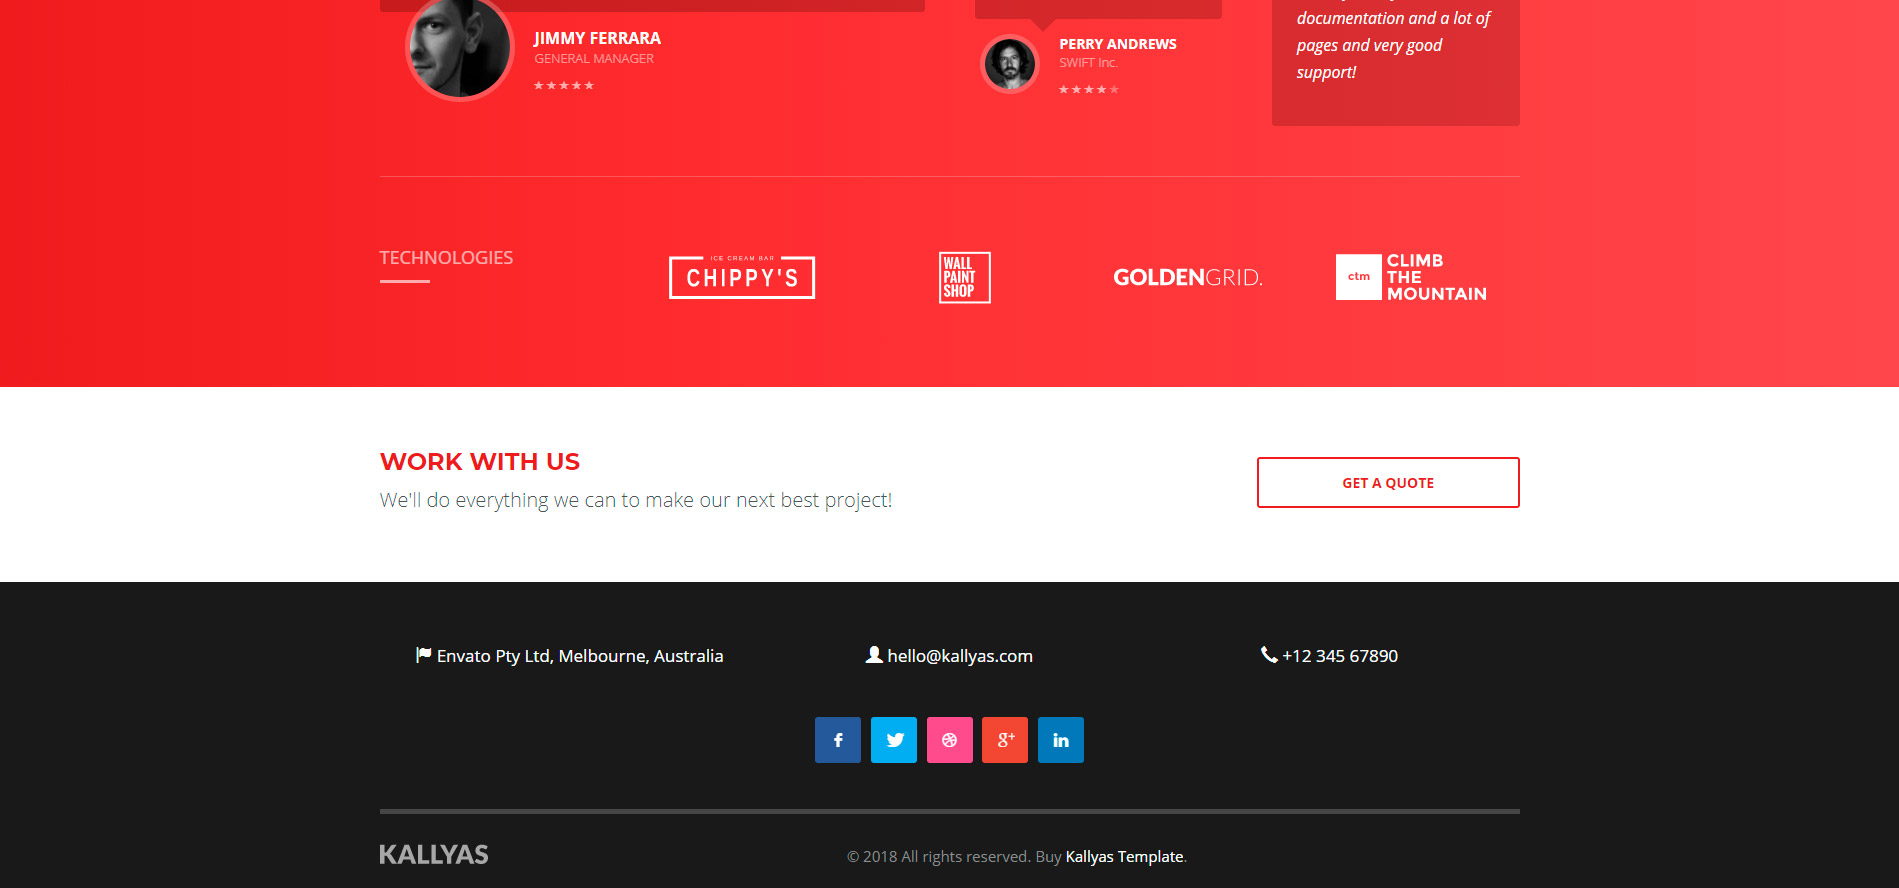 documentation and a lot of
pages and very good
support!
JIMMY FERRARA
GENERAL MANAGER
PERRY ANDREWS
SWIFT Inc.
TECHNOLOGIES
ICE CREAM BAR
CHIPPY'S
WALL
PAINT
SHOP
GOLDENGRID.
ctm
CLIMB
THE
MOUNTAIN
WORK WITH US
We'll do everything we can to make our next best project!
GET A QUOTE
Envato Pty Ltd, Melbourne, Australia
hello@kallyas.com
+12 345 67890
f
g+
in
KALLYAS
© 2018 All rights reserved. Buy Kallyas Template.